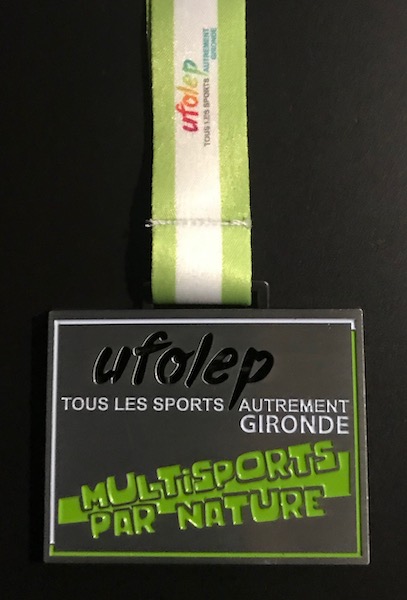 ufolep
TOUS LES SPORTS AUTREMENT
GIRONDE
ufolep
TOUS LES SPORTS AUTREMENT
GIRONDE
MULTiSPORTS
PAR NATURE